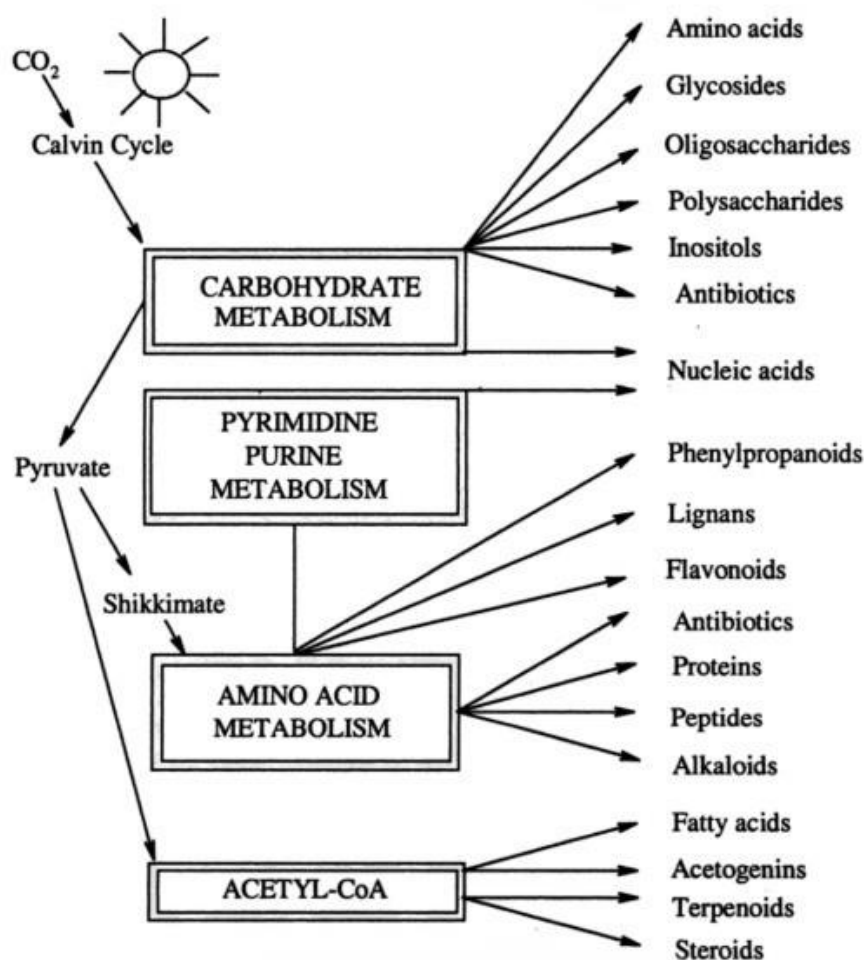 CO₂
Calvin Cycle
CARBOHYDRATE
METABOLISM
Amino acids
Glycosides
Oligosaccharides
Polysaccharides
Inositols
Antibiotics
Nucleic acids
PYRIMIDINE
PURINE
METABOLISM
Pyruvate
Shikkimate
AMINO ACID
METABOLISM
Phenylpropanoids
Lignans
Flavonoids
Antibiotics
Proteins
Peptides
Alkaloids
ACETYL-CoA
Fatty acids
Acetogenins
Terpenoids
Steroids